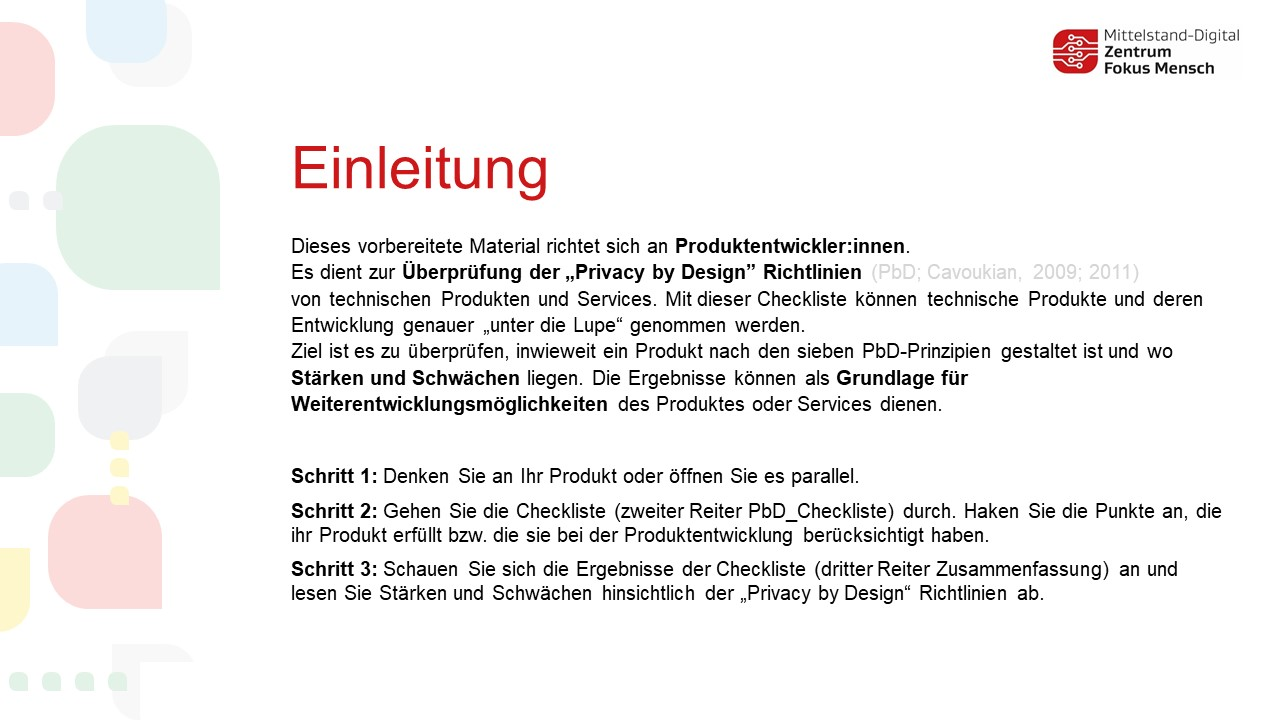 Mittelstand-Digital
Zentrum
Fokus Mensch
Einleitung
Dieses vorbereitete Material richtet sich an Produktentwickler:innen.
Es dient zur Überprüfung der „Privacy by Design” Richtlinien (PbD; Cavoukian, 2009; 2011)
von technischen Produkten und Services. Mit dieser Checkliste können technische Produkte und deren
Entwicklung genauer „unter die Lupe“ genommen werden.
Ziel ist es zu überprüfen, inwieweit ein Produkt nach den sieben PbD-Prinzipien gestaltet ist und wo
Stärken und Schwächen liegen. Die Ergebnisse können als Grundlage für
Weiterentwicklungsmöglichkeiten des Produktes oder Services dienen.
Schritt 1: Denken Sie an Ihr Produkt oder öffnen Sie es parallel.
Schritt 2: Gehen Sie die Checkliste (zweiter Reiter PbD_Checkliste) durch. Haken Sie die Punkte an, die
ihr Produkt erfüllt bzw. die sie bei der Produktentwicklung berücksichtigt haben.
Schritt 3: Schauen Sie sich die Ergebnisse der Checkliste (dritter Reiter Zusammenfassung) an und
lesen Sie Stärken und Schwächen hinsichtlich der „Privacy by Design“ Richtlinien ab.